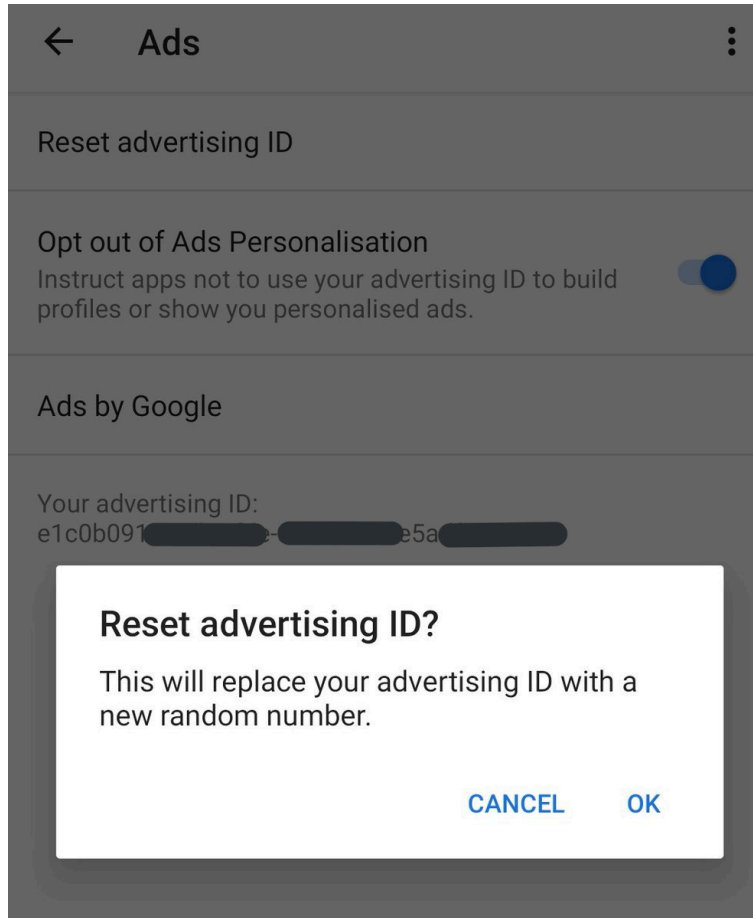 Ads
Reset advertising ID
Opt out of Ads Personalisation
Instruct apps not to use your advertising ID to build
profiles or show you personalised ads.
Ads by Google
Your advertising ID:
Reset advertising ID?
This will replace your advertising ID with a
new random number.
CANCEL OK